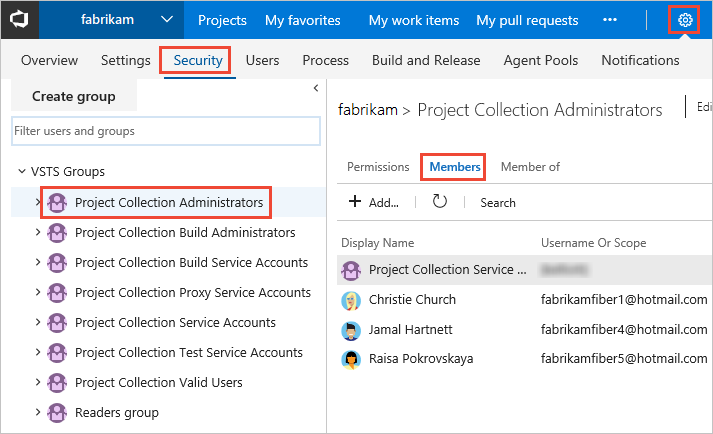 fabrikam Projects My favorites My work items My pull requests ...
Overview Settings Security Users Process Build and Release Agent Pools Notifications
Create group
Filter users and groups
VSTS Groups
Project Collection Administrators
Project Collection Build Administrators
Project Collection Build Service Accounts
Project Collection Proxy Service Accounts
Project Collection Service Accounts
Project Collection Test Service Accounts
Project Collection Valid Users
Readers group
fabrikam > Project Collection Administrators Edi
Permissions Members Member of
+ Add... Search
Display Name Username Or Scope
Project Collection Service ...
Christie Church fabrikamfiber1@hotmail.com
Jamal Hartnett fabrikamfiber4@hotmail.com
Raisa Pokrovskaya fabrikamfiber5@hotmail.com